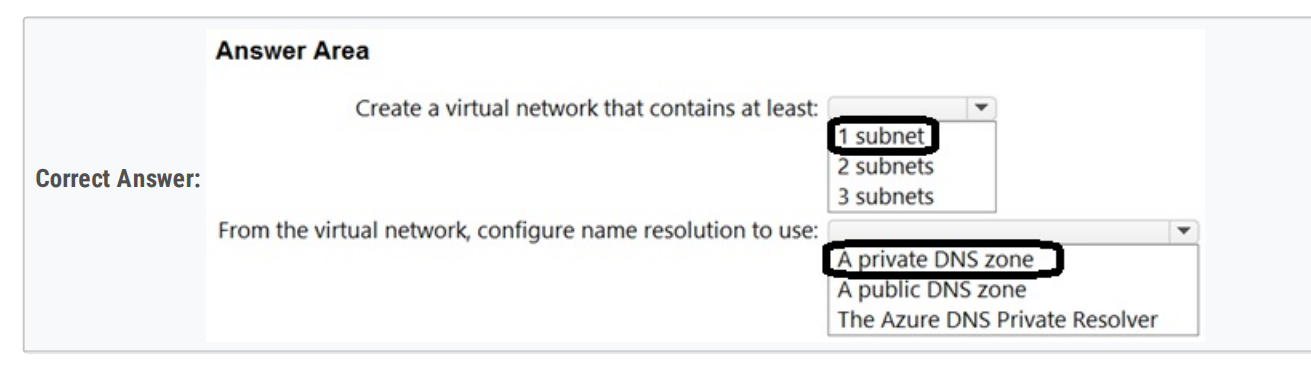 Answer Area
Create a virtual network that contains at least:
1 subnet
2 subnets
Correct Answer:
3 subnets
From the virtual network, configure name resolution to use:
A private DNS zone
A public DNS zone
The Azure DNS Private Resolver